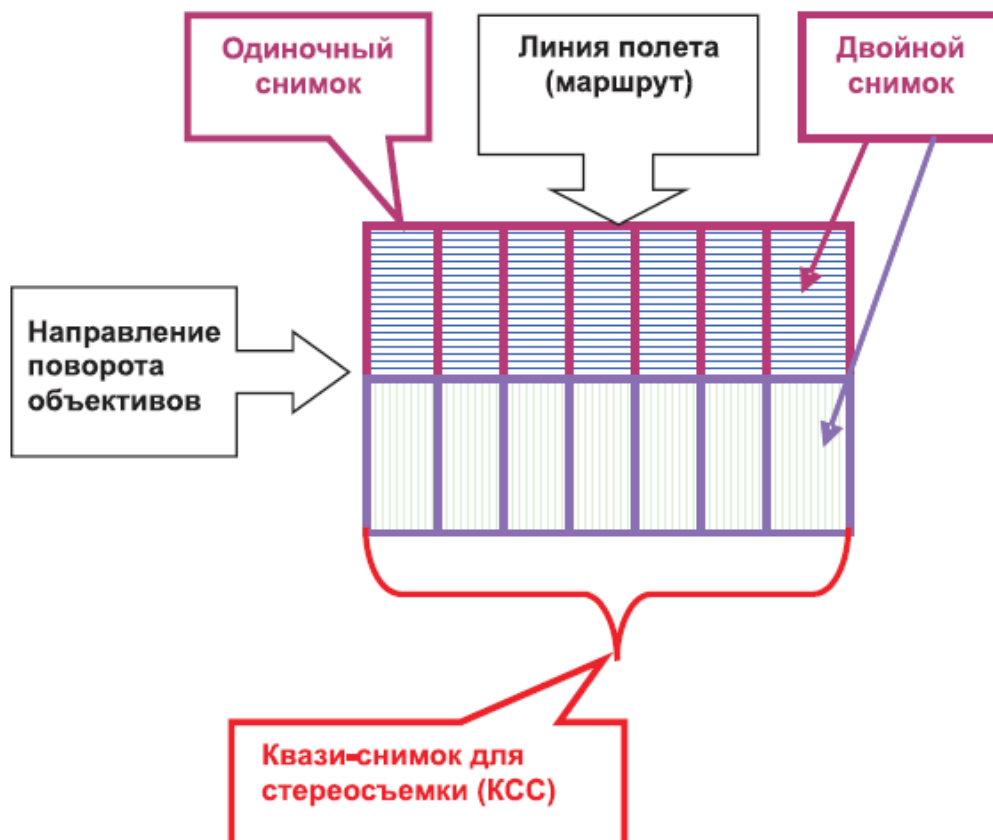 Одиночный
снимок
Линия полета
(маршрут)
Двойной
снимок
Направление
поворота
объективов
Квази-снимок для
стереосъемки (КСС)